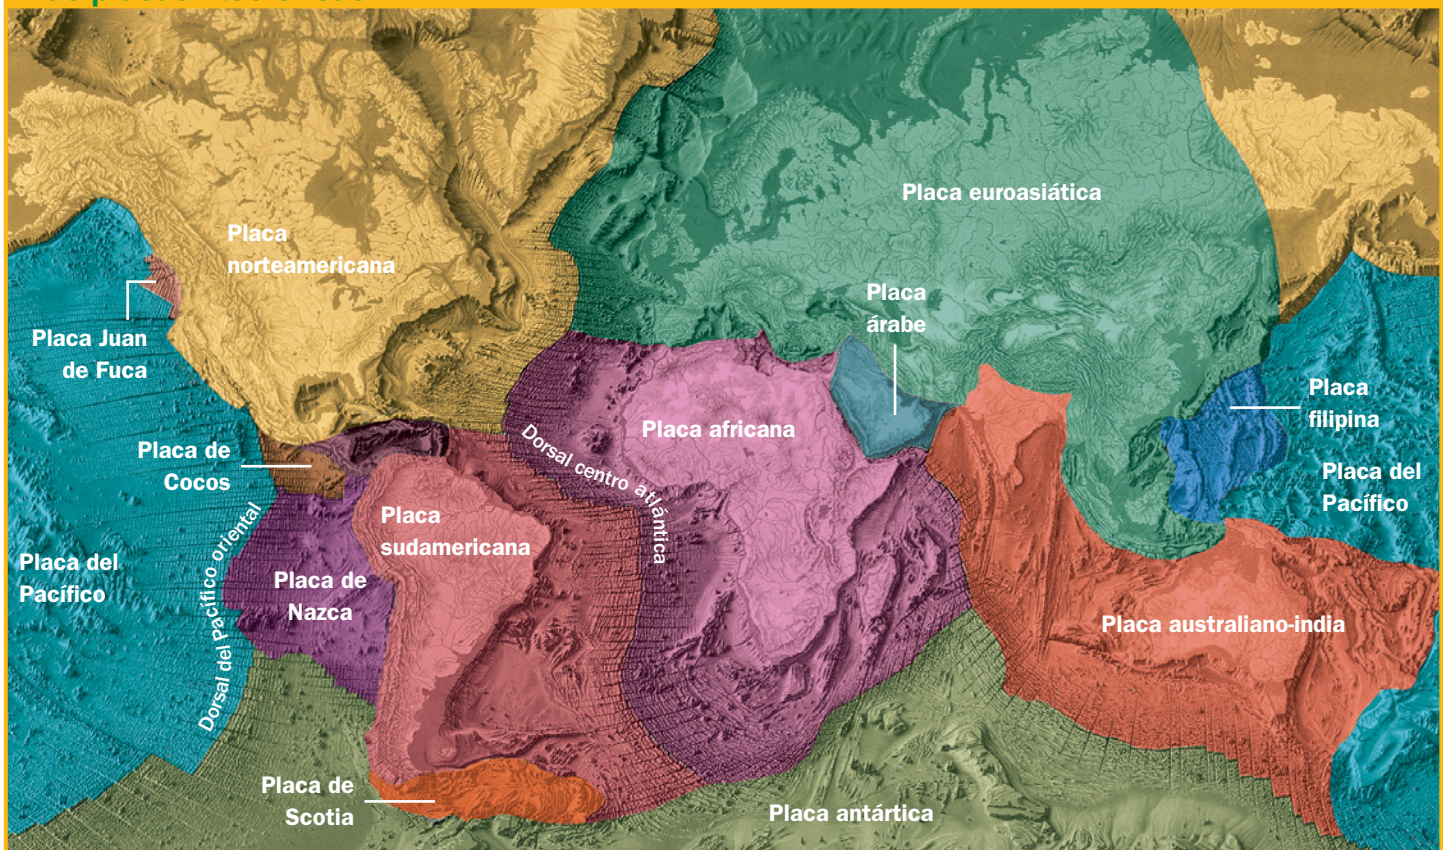 Placa euroasiática
Placa
norteamericana
Placa
árabe
Placa Juan
de Fuca
Placa
filipina
Placa africana
Dorsal centro atlántica
Placa de
Cocos
Placa del
Pacífico
Placa
sudamericana
Dorsal del Pacífico oriental
Placa del
Pacífico
Placa de
Nazca
Placa australiano-india
Placa de
Scotia
Placa antártica